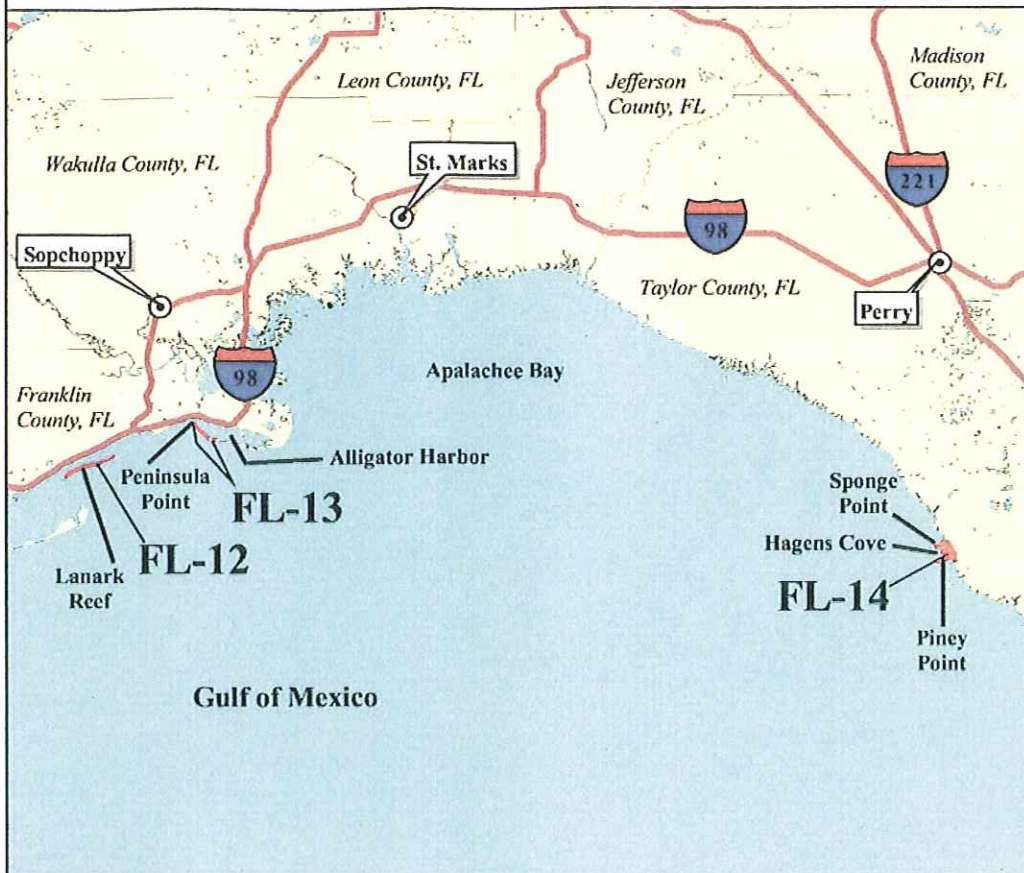 Leon County, FL
Jefferson
County, FL
Madison
County, FL
Wakulla County, FL
St. Marks
221
98
Sopchoppy
Taylor County, FL
Perry
98
Apalachee Bay
Franklin
County, FL
Alligator Harbor
Peninsula
Point
FL-13
Sponge
Point
FL-12
Hagens Cove
Lanark
Reef
FL-14
Piney
Point
Gulf of Mexico